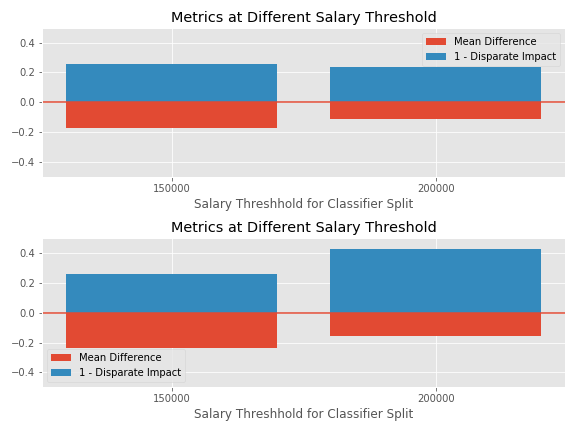 Metrics at Different Salary Threshold
0.4
0.2
0.0
−0.2
−0.4
Mean Difference
1 - Disparate Impact
150000 200000
Salary Threshhold for Classifier Split
Metrics at Different Salary Threshold
0.4
0.2
0.0
−0.2
−0.4
Mean Difference
1 - Disparate Impact
150000 200000
Salary Threshhold for Classifier Split